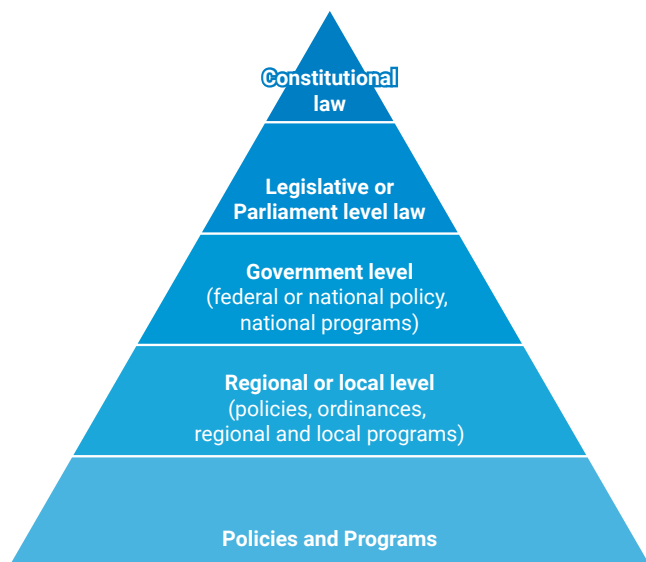 Constitutional
law
Legislative or
Parliament level law
Government level
(federal or national policy,
national programs)
Regional or local level
(policies, ordinances,
regional and local programs)
Policies and Programs